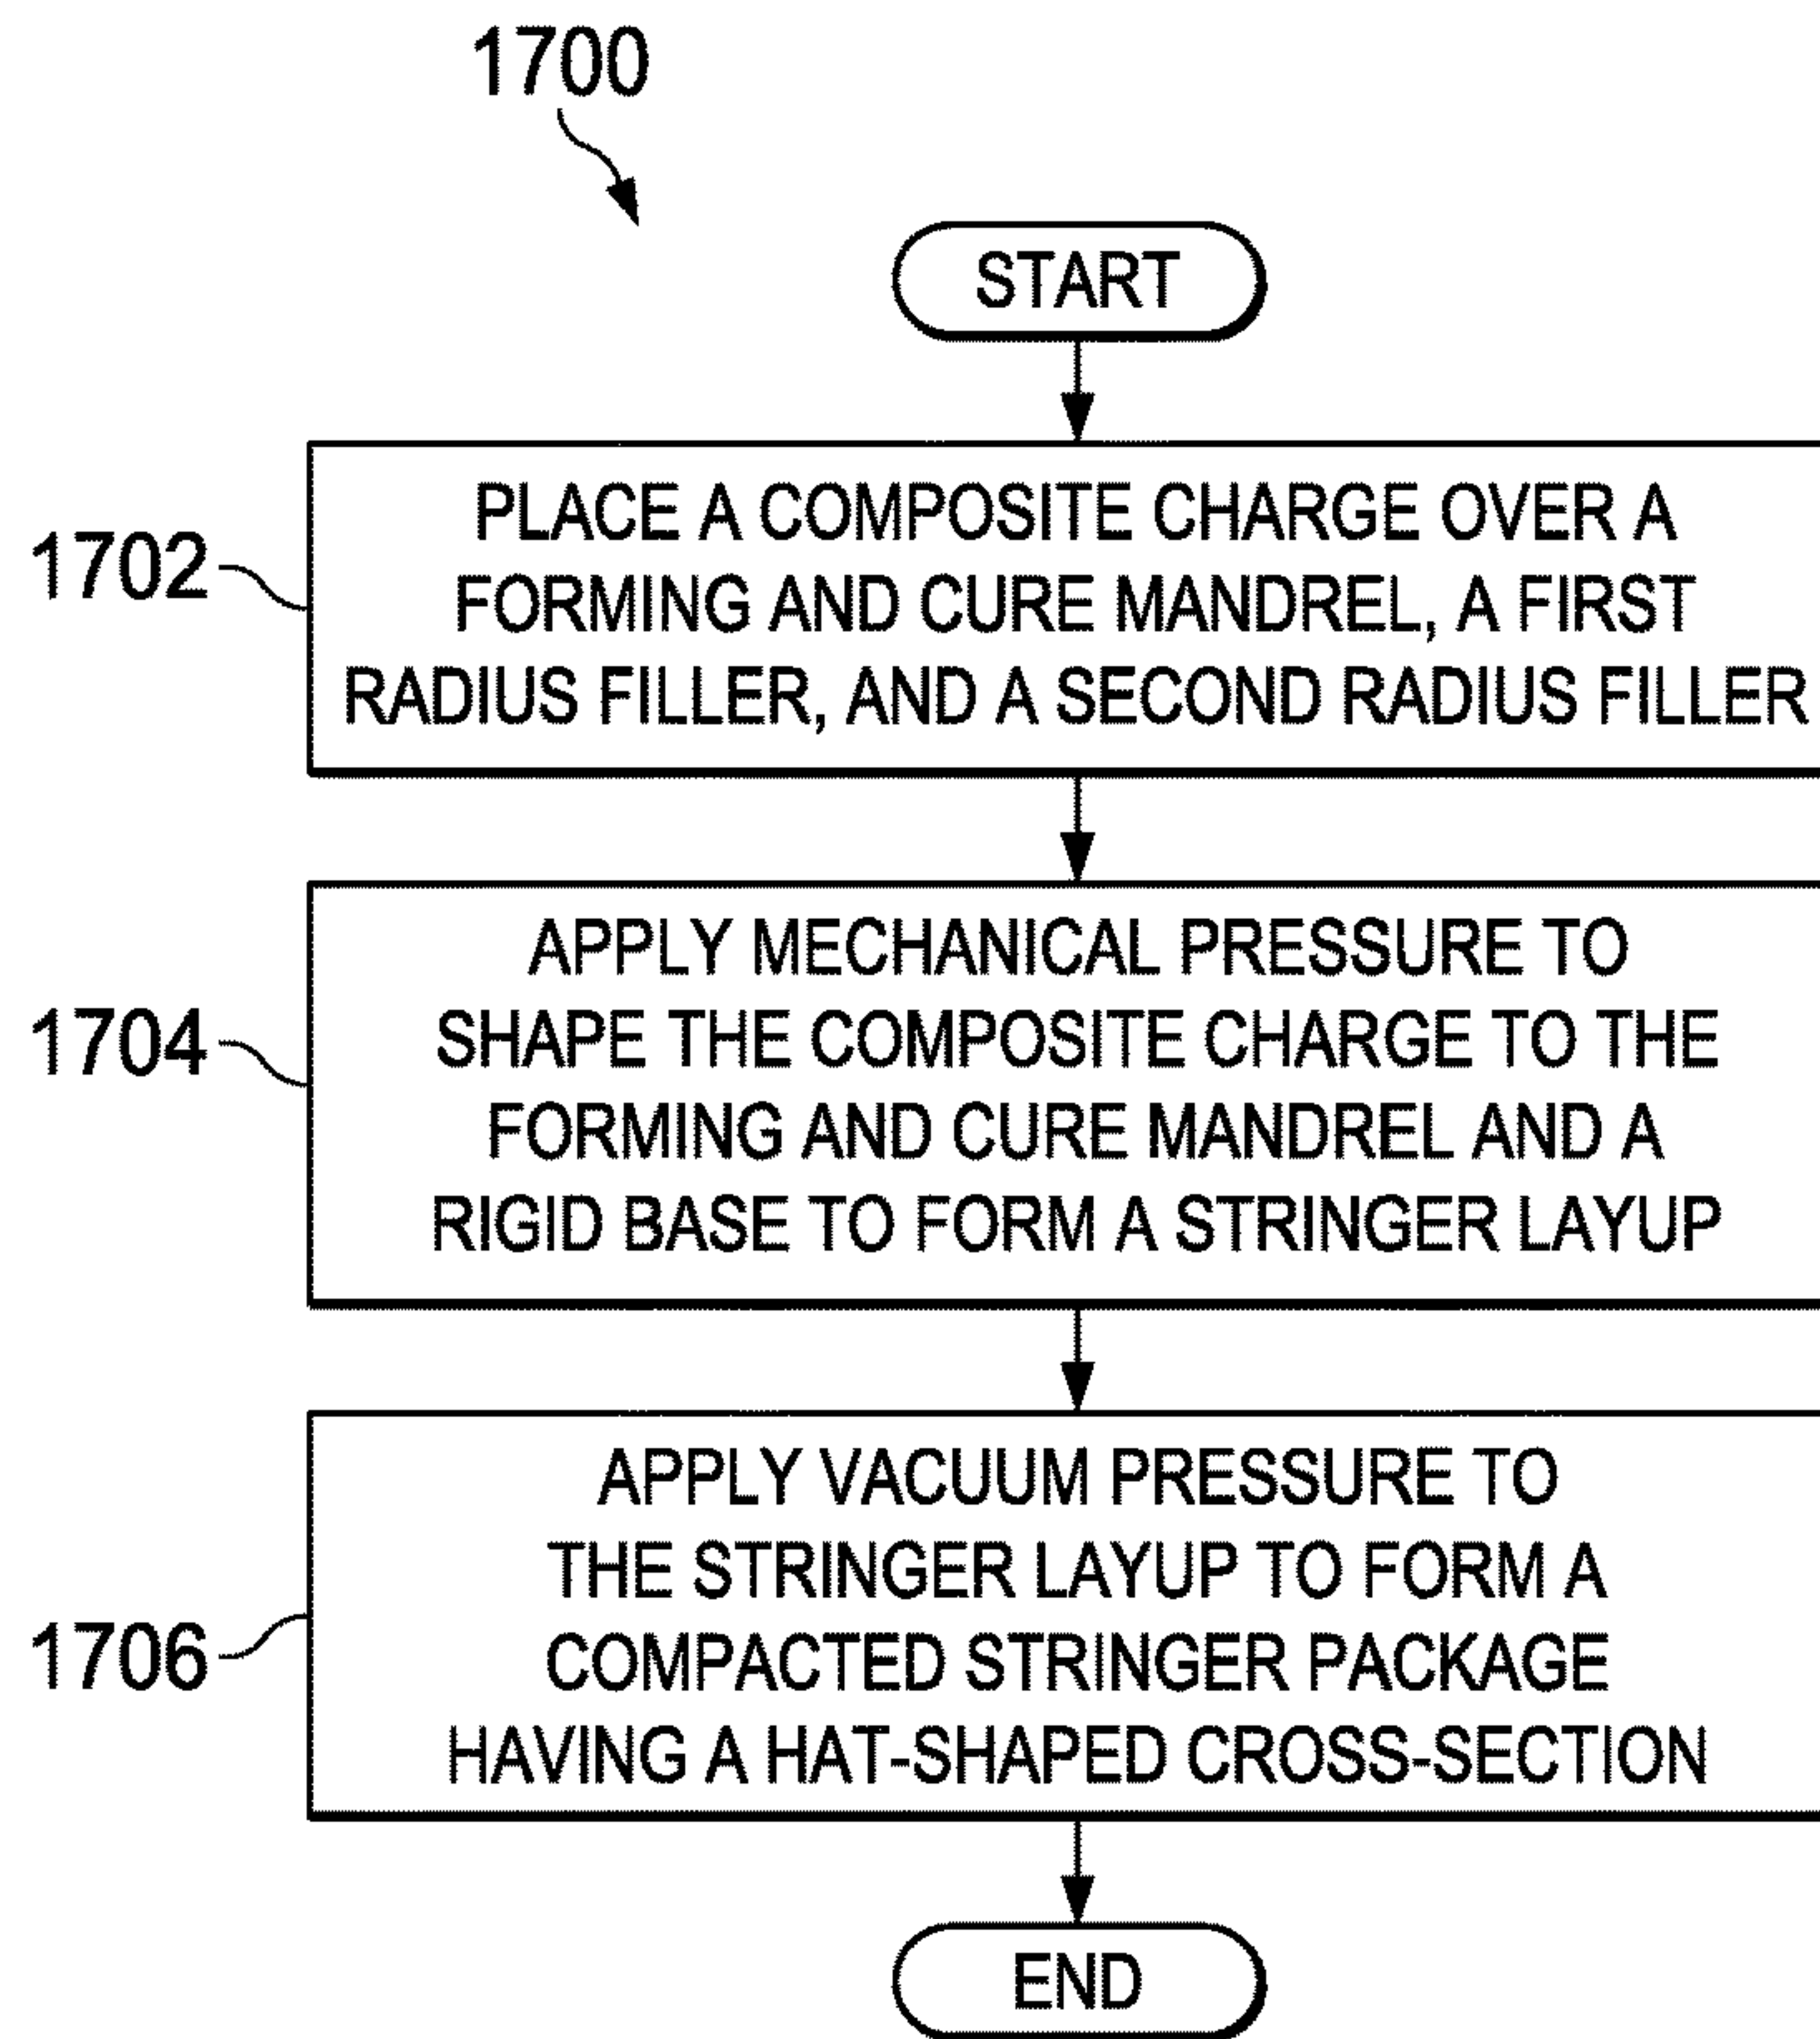 1700
START
1702
PLACE A COMPOSITE CHARGE OVER A
FORMING AND CURE MANDREL, A FIRST
RADIUS FILLER, AND A SECOND RADIUS FILLER
1704
APPLY MECHANICAL PRESSURE TO
SHAPE THE COMPOSITE CHARGE TO THE
FORMING AND CURE MANDREL AND A
RIGID BASE TO FORM A STRINGER LAYUP
1706
APPLY VACUUM PRESSURE TO
THE STRINGER LAYUP TO FORM A
COMPACTED STRINGER PACKAGE
HAVING A HAT-SHAPED CROSS-SECTION
END